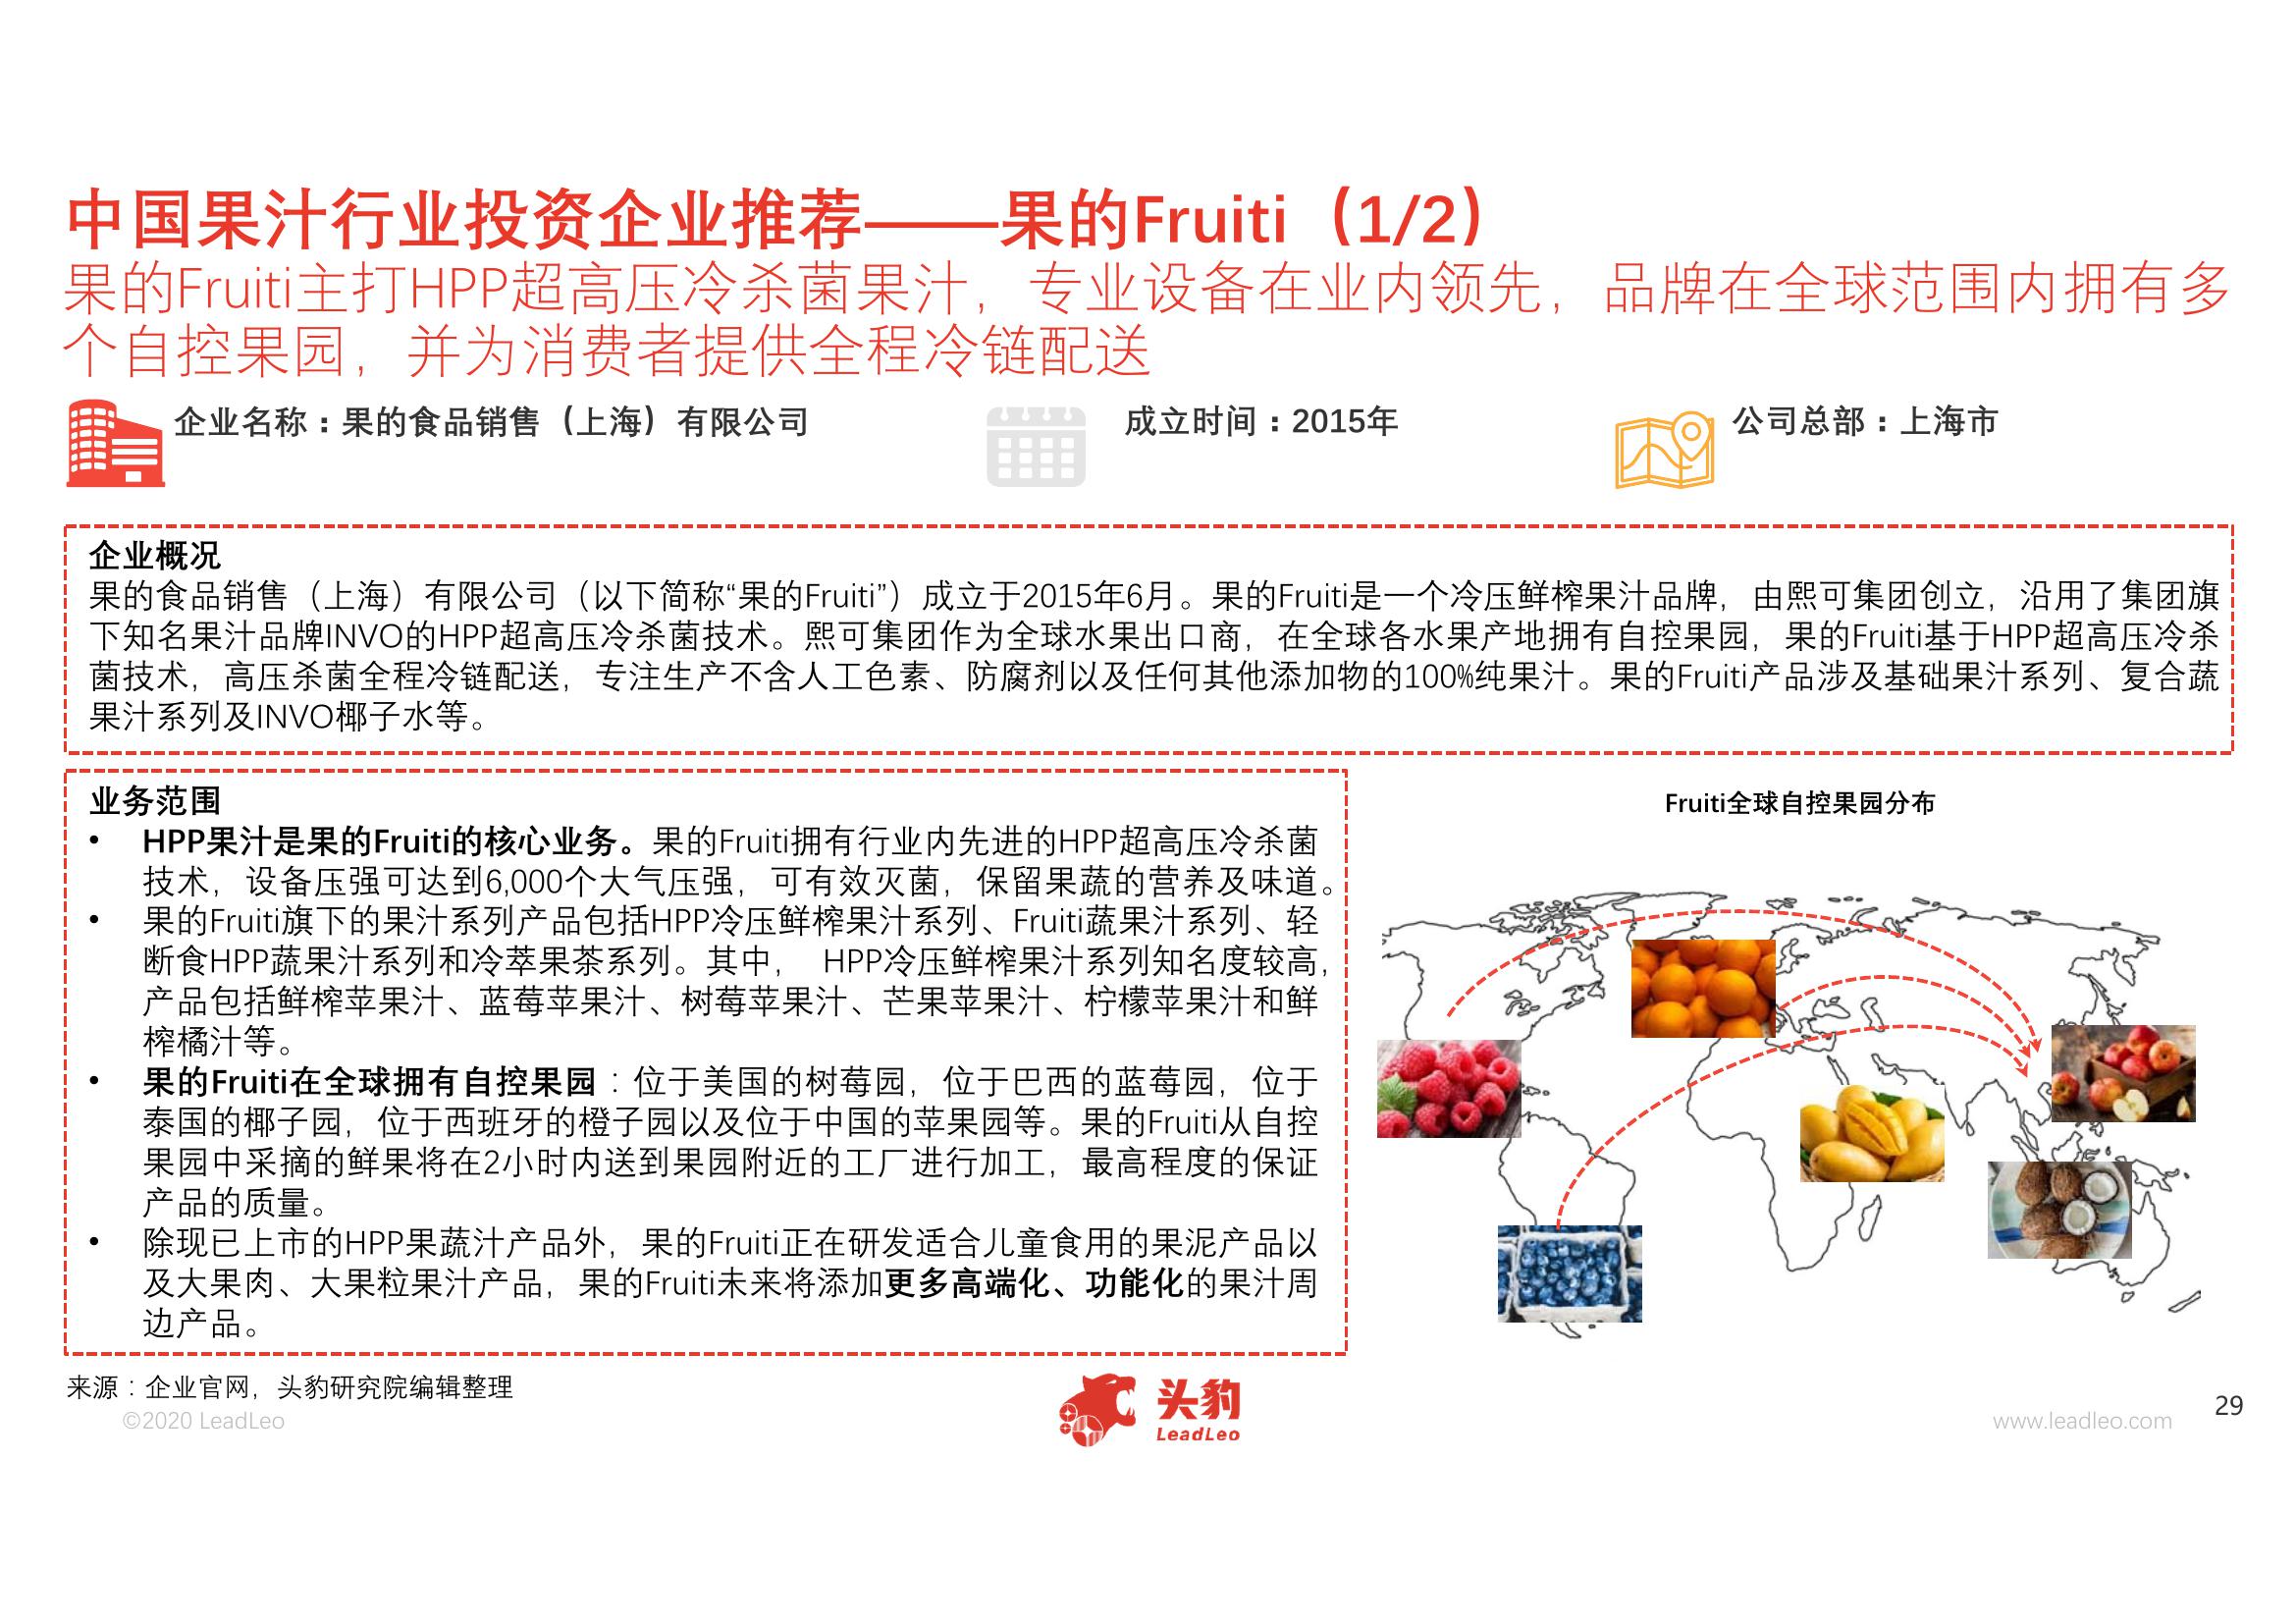 中国果汁行业投资企业推荐——果的Fruiti（1/2）
果的Fruiti主打HPP超高压冷杀菌果汁，专业设备在业内领先，品牌在全球范围内拥有多
个自控果园，并为消费者提供全程冷链配送
企业名称：果的食品销售（上海）有限公司
成立时间：2015年
公司总部：上海市
企业概况
果的食品销售（上海）有限公司（以下简称“果的Fruiti”）成立于2015年6月。果的Fruiti是一个冷压鲜榨果汁品牌，由熙可集团创立，沿用了集团旗
下知名果汁品牌INVO的HPP超高压冷杀菌技术。熙可集团作为全球水果出口商，在全球各水果产地拥有自控果园，果的Fruiti基于HPP超高压冷杀
菌技术，高压杀菌全程冷链配送，专注生产不含人工色素、防腐剂以及任何其他添加物的100%纯果汁。果的Fruiti产品涉及基础果汁系列、复合蔬
果汁系列及INVO椰子水等。
业务范围
• HPP果汁是果的Fruiti的核心业务。果的Fruiti拥有行业内先进的HPP超高压冷杀菌
技术，设备压强可达到6,000个大气压强，可有效灭菌，保留果蔬的营养及味道。
• 果的Fruiti旗下的果汁系列产品包括HPP冷压鲜榨果汁系列、Fruiti蔬果汁系列、轻
断食HPP蔬果汁系列和冷萃果茶系列。其中， HPP冷压鲜榨果汁系列知名度较高，
产品包括鲜榨苹果汁、蓝莓苹果汁、树莓苹果汁、芒果苹果汁、柠檬苹果汁和鲜
榨橘汁等。
• 果的Fruiti在全球拥有自控果园：位于美国的树莓园，位于巴西的蓝莓园，位于
泰国的椰子园，位于西班牙的橙子园以及位于中国的苹果园等。果的Fruiti从自控
果园中采摘的鲜果将在2小时内送到果园附近的工厂进行加工，最高程度的保证
产品的质量。
• 除现已上市的HPP果蔬汁产品外，果的Fruiti正在研发适合儿童食用的果泥产品以
及大果肉、大果粒果汁产品，果的Fruiti未来将添加更多高端化、功能化的果汁周
边产品。
Fruiti全球自控果园分布
来源：企业官网，头豹研究院编辑整理
©2020 LeadLeo
头豹
LeadLeo
www.leadleo.com
29